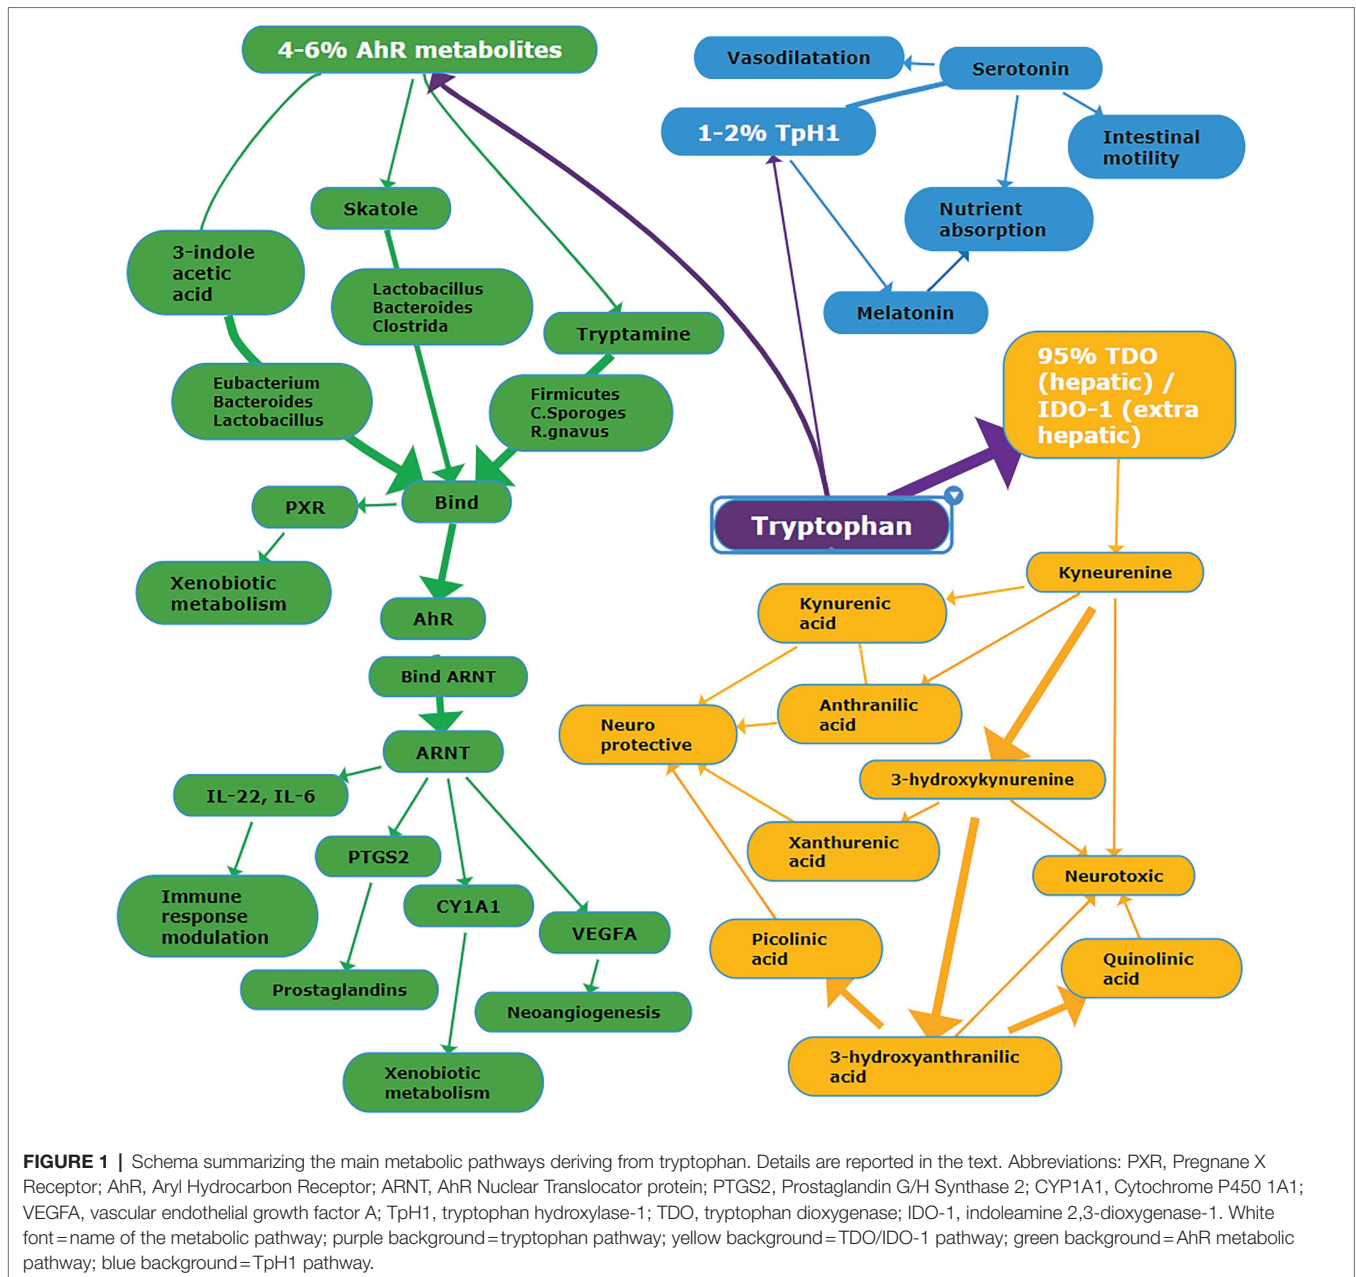 4-6% AhR metabolites
Vasodilatation
Serotonin
1-2% TpH1
Intestinal
motility
Skatole
Nutrient
absorption
3-indole
acetic
acid
Lactobacillus
Bacteroides
Clostrida
Melatonin
Tryptamine
95% TDO
(hepatic) /
IDO-1 (extra
hepatic)
Eubacterium
Bacteroides
Lactobacillus
Firmicutes
C.Sporoges
R.gnavus
PXR
Bind
Tryptophan
Xenobiotic
metabolism
Kyneurenine
AhR
Kynurenic
acid
Bind ARNT
Anthranilic
acid
Neuro
protective
ARNT
3-hydroxykynurenine
IL-22, IL-6
PTGS2
Xanthurenic
acid
Neurotoxic
Immune
response
modulation
CY1A1
VEGFA
Picolinic
acid
Quinolinic
acid
Prostaglandins
Neoangiogenesis
3-hydroxyanthranilic
acid
Xenobiotic
metabolism
FIGURE 1 | Schema summarizing the main metabolic pathways deriving from tryptophan. Details are reported in the text. Abbreviations: PXR, Pregnane X
Receptor; AhR, Aryl Hydrocarbon Receptor; ARNT, AhR Nuclear Translocator protein; PTGS2, Prostaglandin G/H Synthase 2; CYP1A1, Cytochrome P450 1A1;
VEGFA, vascular endothelial growth factor A; TpH1, tryptophan hydroxylase-1; TDO, tryptophan dioxygenase; IDO-1, indoleamine 2,3-dioxygenase-1. White
font=name of the metabolic pathway; purple background=tryptophan pathway; yellow background=TDO/IDO-1 pathway; green background=AhR metabolic
pathway; blue background=TpH1 pathway.